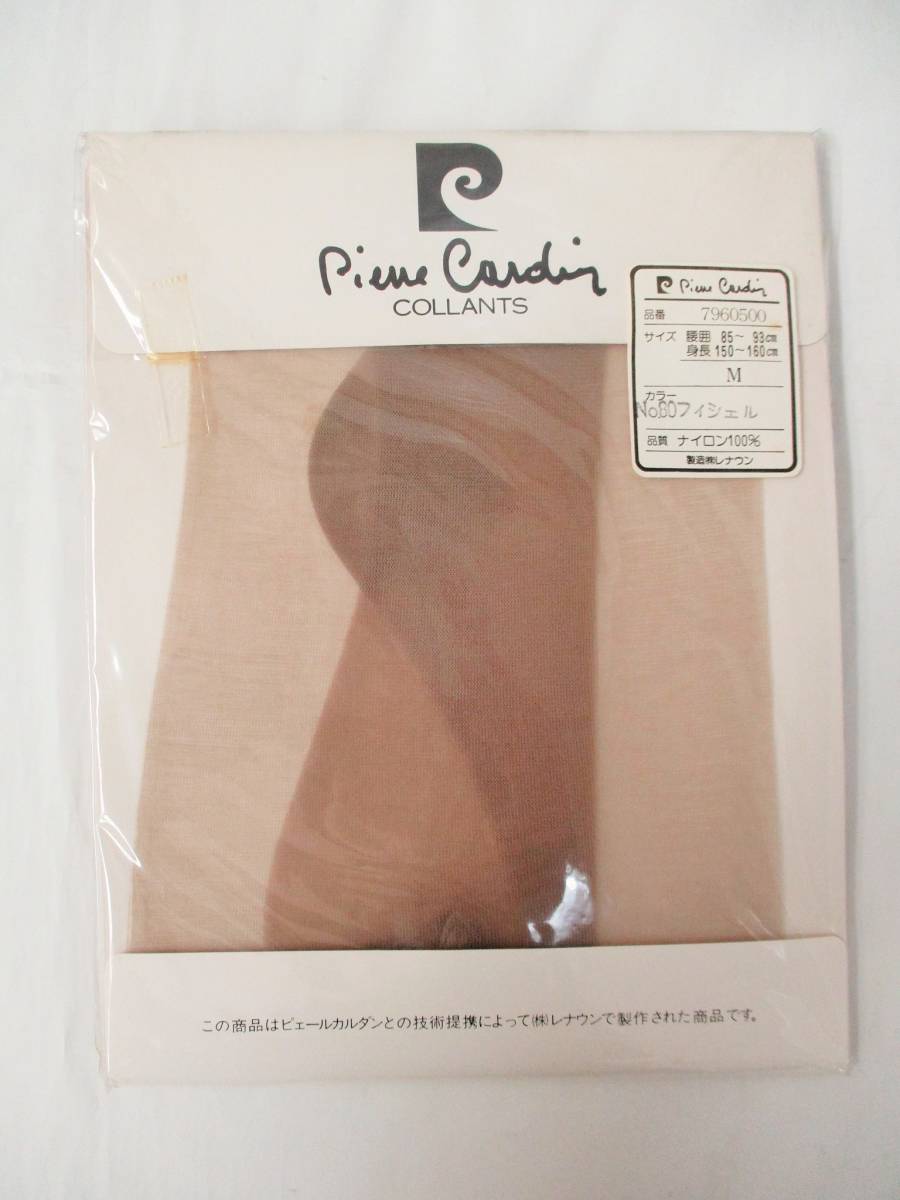 Pierre Cardin
COLLANTS
Pierre Cardin
品番 7960500
サイズ 腰囲 85～93cm
身長 150～160cm
M
カラー
No.80フィシェル
品質 ナイロン100%
製造㈱レナウン
この商品はピエールカルダンとの技術提携によって㈱レナウンで製作された商品です。